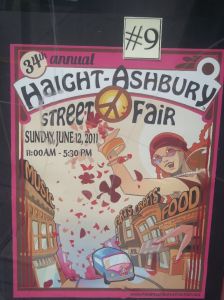 #9
34th annual
HAIGHT-ASHBURY
STREET FAIR
SUNDAY, JUNE 12, 2011
11:00AM - 5:30 PM
MUSIC
FOOD